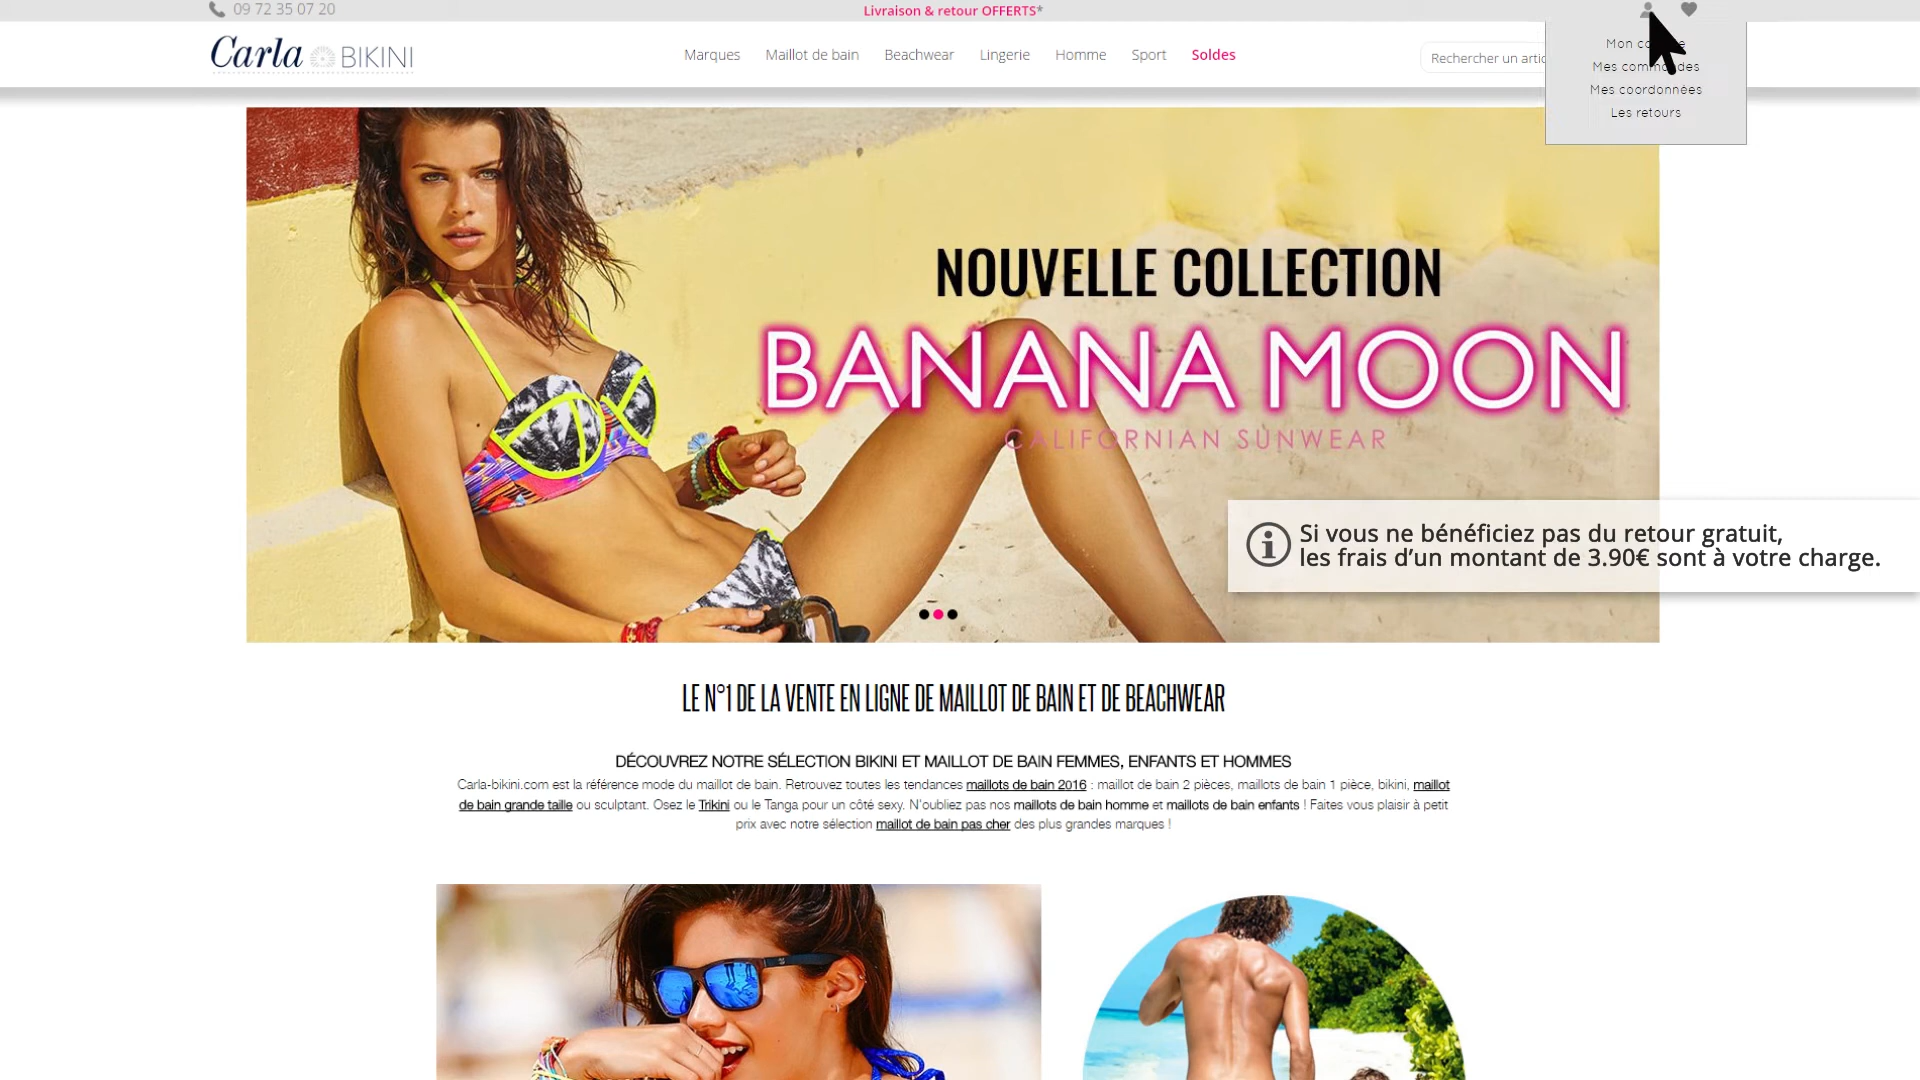 09 72 35 07 20
Livraison & retour OFFERTS*
Carla BIKINI
Marques Maillot de bain Beachwear Lingerie Homme Sport Soldes
Rechercher un artic
Mon
Mes commandes
Mes coordonnées
Les retours
NOUVELLE COLLECTION
BANANA MOON
CALIFORNIAN SUNWEAR
Si vous ne bénéficiez pas du retour gratuit,
les frais d’un montant de 3.90€ sont à votre charge.
LE N°1 DE LA VENTE EN LIGNE DE MAILLOT DE BAIN ET DE BEACHWEAR
DÉCOUVREZ NOTRE SÉLECTION BIKINI ET MAILLOT DE BAIN FEMMES, ENFANTS ET HOMMES
Carla-bikini.com est la référence mode du maillot de bain. Retrouvez toutes les tendances maillots de bain 2016 : maillot de bain 2 pièces, maillots de bain 1 pièce, bikini, maillot
de bain grande taille ou sculptant. Osez le Trikini ou le Tanga pour un côté sexy. N'oubliez pas nos maillots de bain homme et maillots de bain enfants ! Faites vous plaisir à petit
prix avec notre sélection maillot de bain pas cher des plus grandes marques !